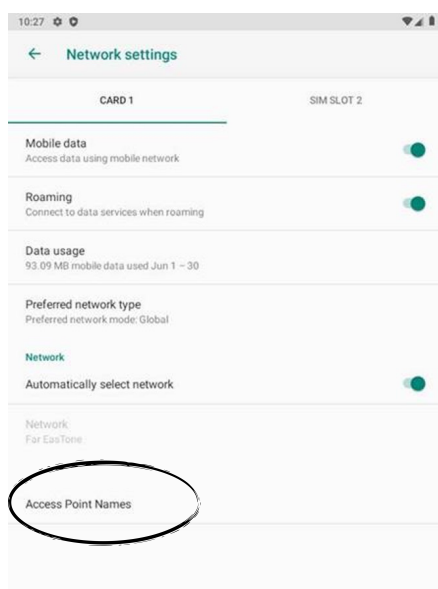 10:27
Network settings
CARD 1
SIM SLOT 2
Mobile data
Access data using mobile network
Roaming
Connect to data services when roaming
Data usage
93.09 MB mobile data used Jun 1 – 30
Preferred network type
Preferred network mode: Global
Network
Automatically select network
Network
Far EasTone
Access Point Names